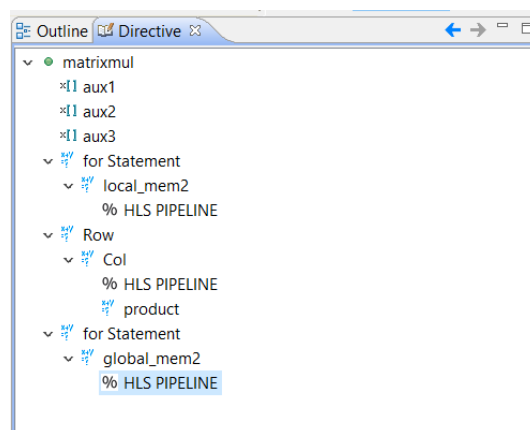 Outline Directive
matrixmul
x[] aux1
x[] aux2
x[] aux3
for Statement
local_mem2
% HLS PIPELINE
Row
Col
% HLS PIPELINE
product
for Statement
global_mem2
% HLS PIPELINE